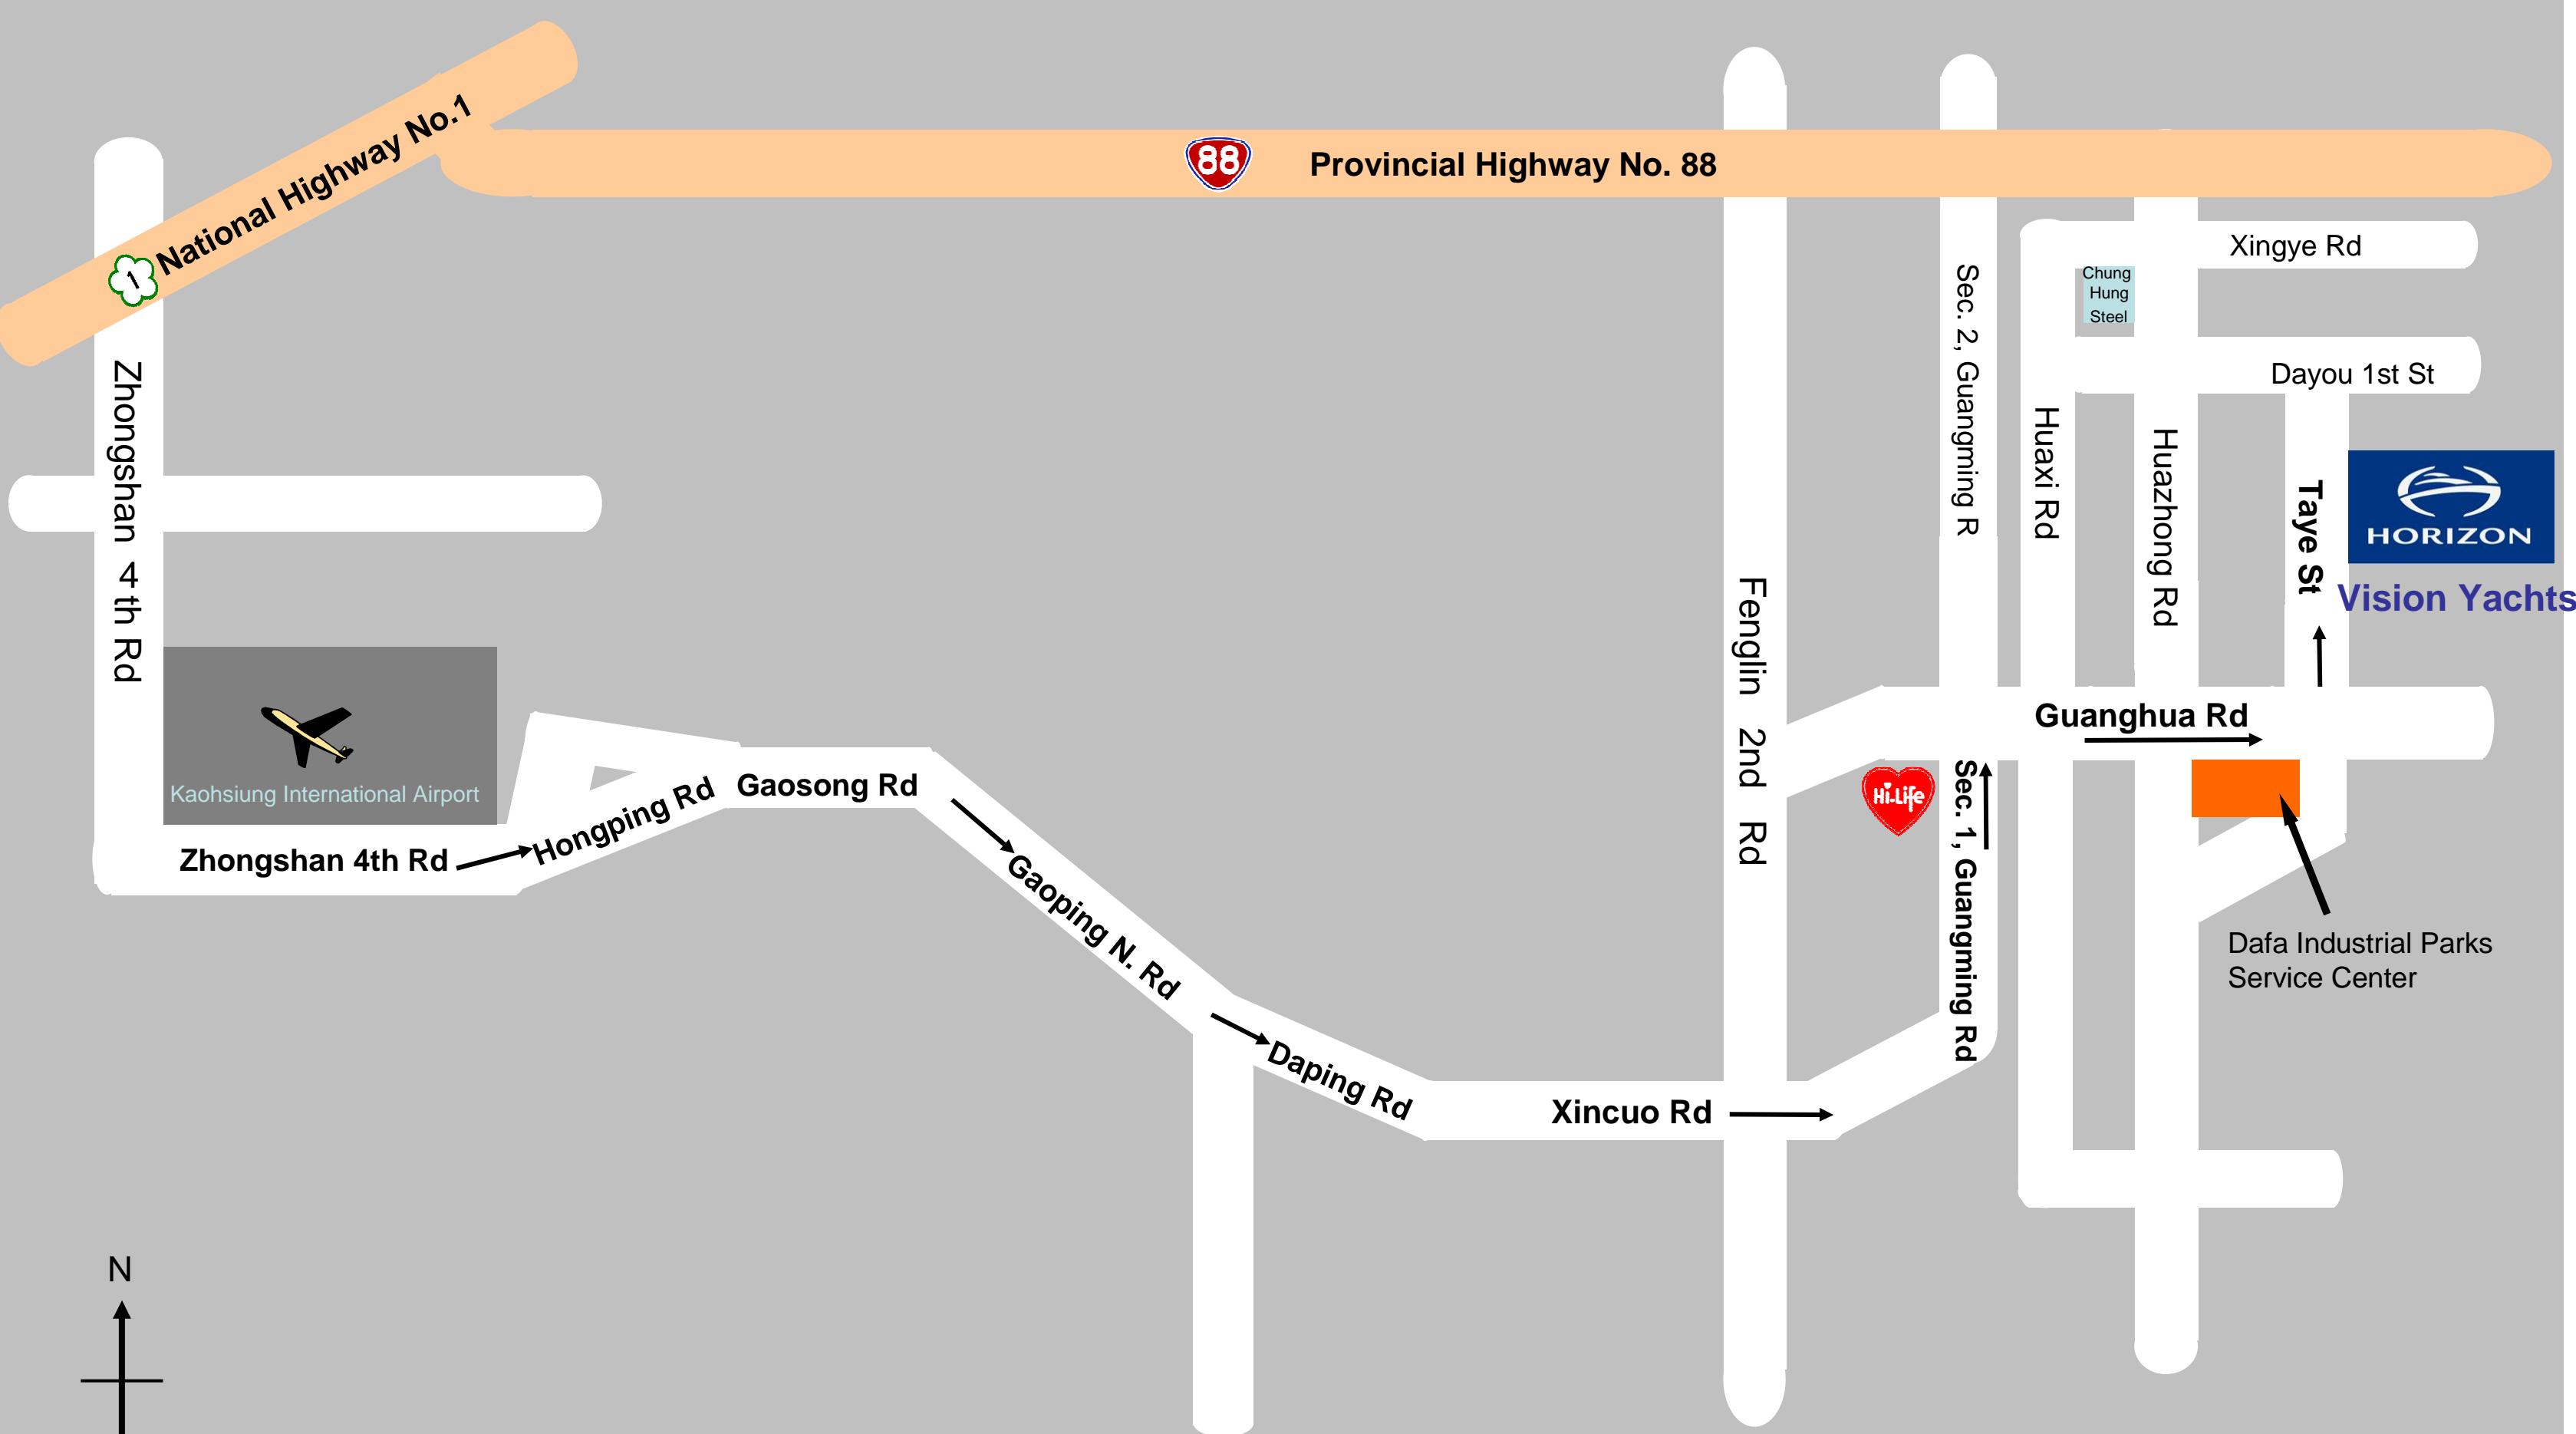 National Highway No.1
1
88
Provincial Highway No. 88
Xingye Rd
Chung
Hung
Steel
Dayou 1st St
Zhongshan 4th Rd
Sec. 2, Guangming R
Huaxi Rd
Huazhong Rd
Taye St
HORIZON
Vision Yachts
Fenglin 2nd Rd
Guanghua Rd
Kaohsiung International Airport
Hongping Rd
Gaosong Rd
Hi-Life
Sec. 1, Guangming Rd
Zhongshan 4th Rd
Gaoping N. Rd
Dafa Industrial Parks
Service Center
Daping Rd
Xincuo Rd
N